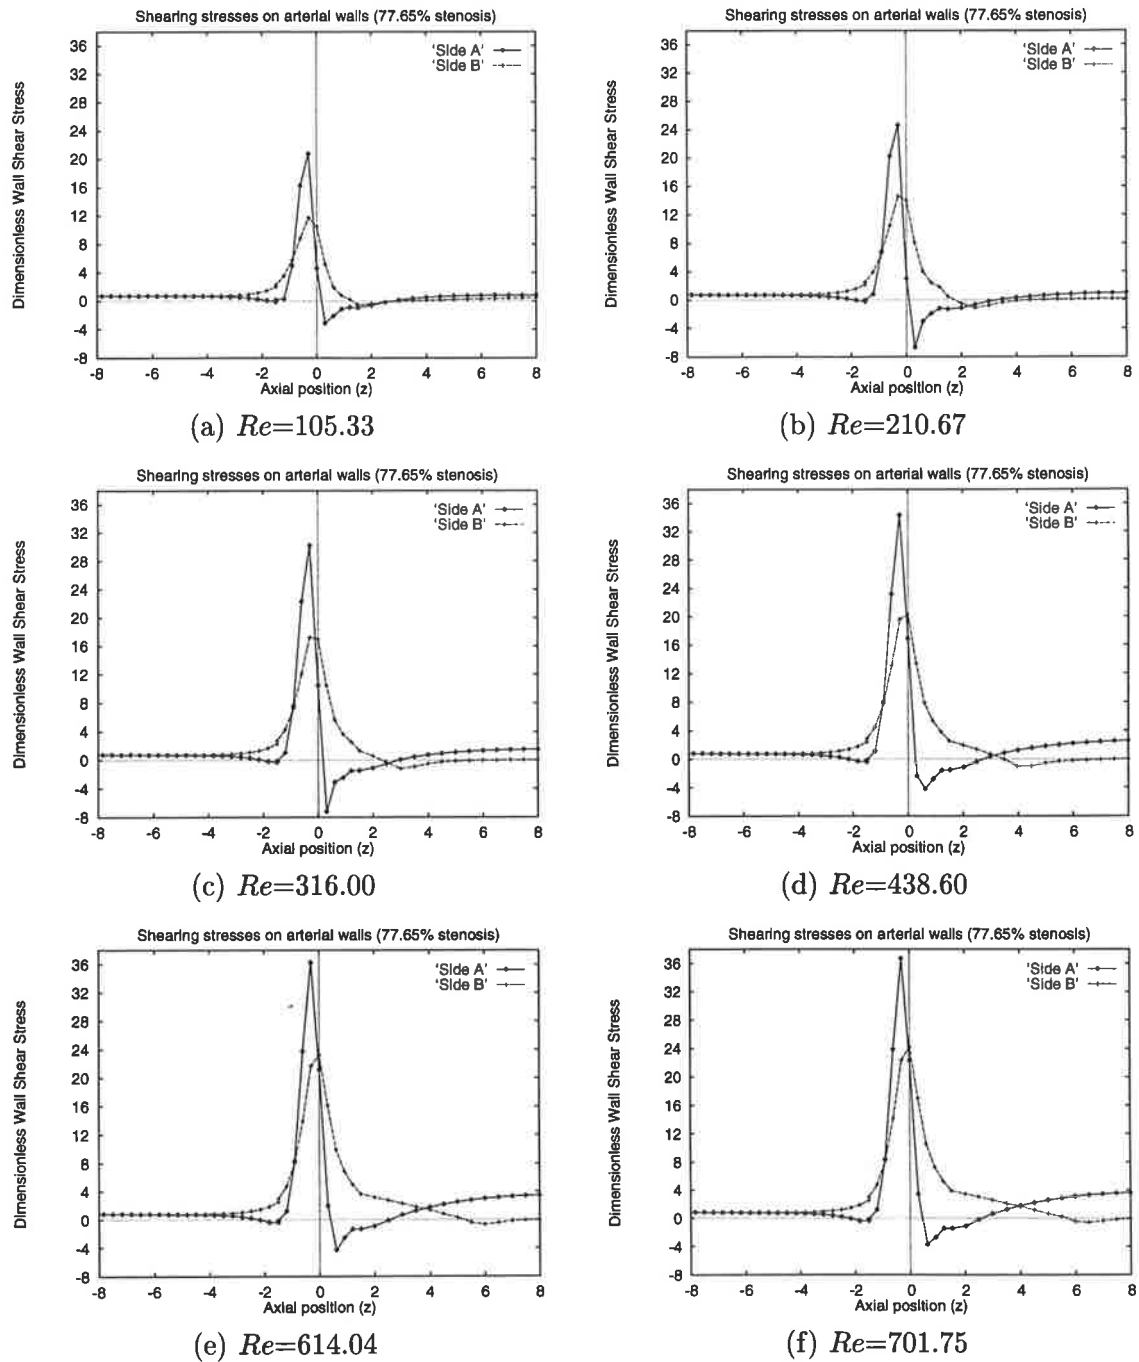 Shearing stresses on arterial walls (77.65% stenosis)
'Side A'
'Side B'
Dimensionless Wall Shear Stress
36
32
28
24
20
16
12
8
4
0
-4
-8
-8 -6 -4 -2 0 2 4 6 8
Axial position (z)
(a) Re=105.33
Shearing stresses on arterial walls (77.65% stenosis)
'Side A'
'Side B'
Dimensionless Wall Shear Stress
36
32
28
24
20
16
12
8
4
0
-4
-8
-8 -6 -4 -2 0 2 4 6 8
Axial position (z)
(b) Re=210.67
Shearing stresses on arterial walls (77.65% stenosis)
'Side A'
'Side B'
Dimensionless Wall Shear Stress
36
32
28
24
20
16
12
8
4
0
-4
-8
-8 -6 -4 -2 0 2 4 6 8
Axial position (z)
(c) Re=316.00
Shearing stresses on arterial walls (77.65% stenosis)
'Side A'
'Side B'
Dimensionless Wall Shear Stress
36
32
28
24
20
16
12
8
4
0
-4
-8
-8 -6 -4 -2 0 2 4 6 8
Axial position (z)
(d) Re=438.60
Shearing stresses on arterial walls (77.65% stenosis)
'Side A'
'Side B'
Dimensionless Wall Shear Stress
36
32
28
24
20
16
12
8
4
0
-4
-8
-8 -6 -4 -2 0 2 4 6 8
Axial position (z)
(e) Re=614.04
Shearing stresses on arterial walls (77.65% stenosis)
'Side A'
'Side B'
Dimensionless Wall Shear Stress
36
32
28
24
20
16
12
8
4
0
-4
-8
-8 -6 -4 -2 0 2 4 6 8
Axial position (z)
(f) Re=701.75